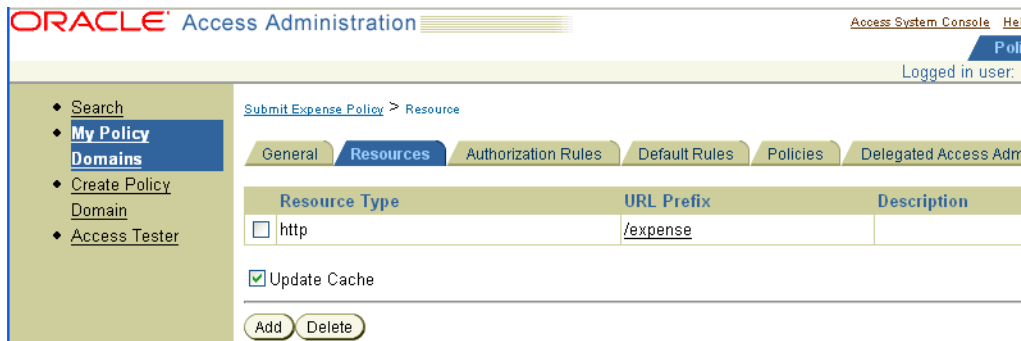 ORACLE Access Administration
Access System Console
Logged in user:
Search
My Policy
Domains
Create Policy
Domain
Access Tester
Submit Expense Policy > Resource
General Resources Authorization Rules Default Rules Policies Delegated Access
Resource Type URL Prefix Description
http /expense
Update Cache
Add Delete